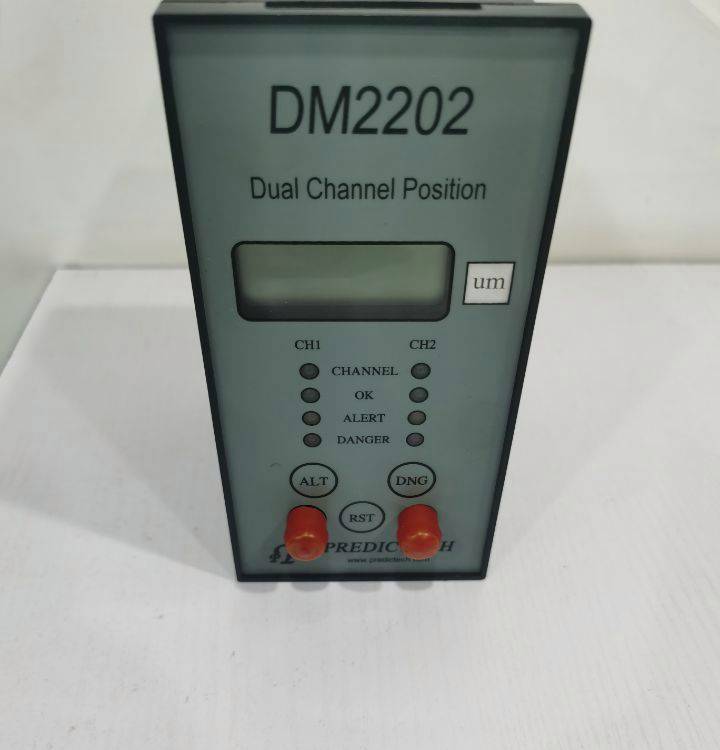 DM2202
Dual Channel Position
um
CH1 CH2
CHANNEL
OK
ALERT
DANGER
ALT DNG
RST